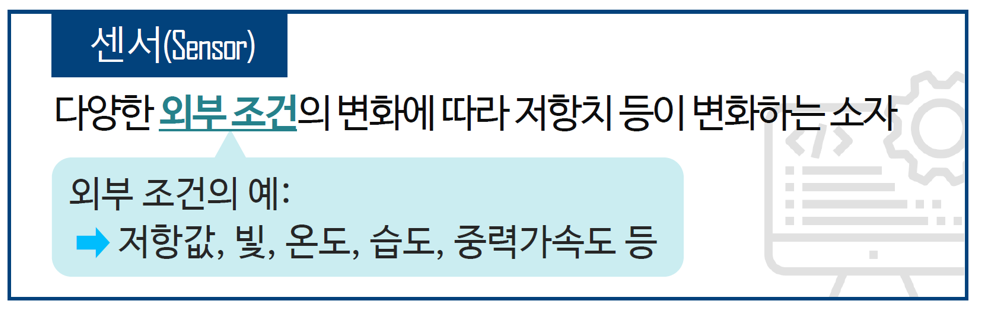 센서(Sensor)
다양한 외부 조건의 변화에 따라 저항치 등이 변화하는 소자
외부 조건의 예:
저항값, 빛, 온도, 습도, 중력가속도 등